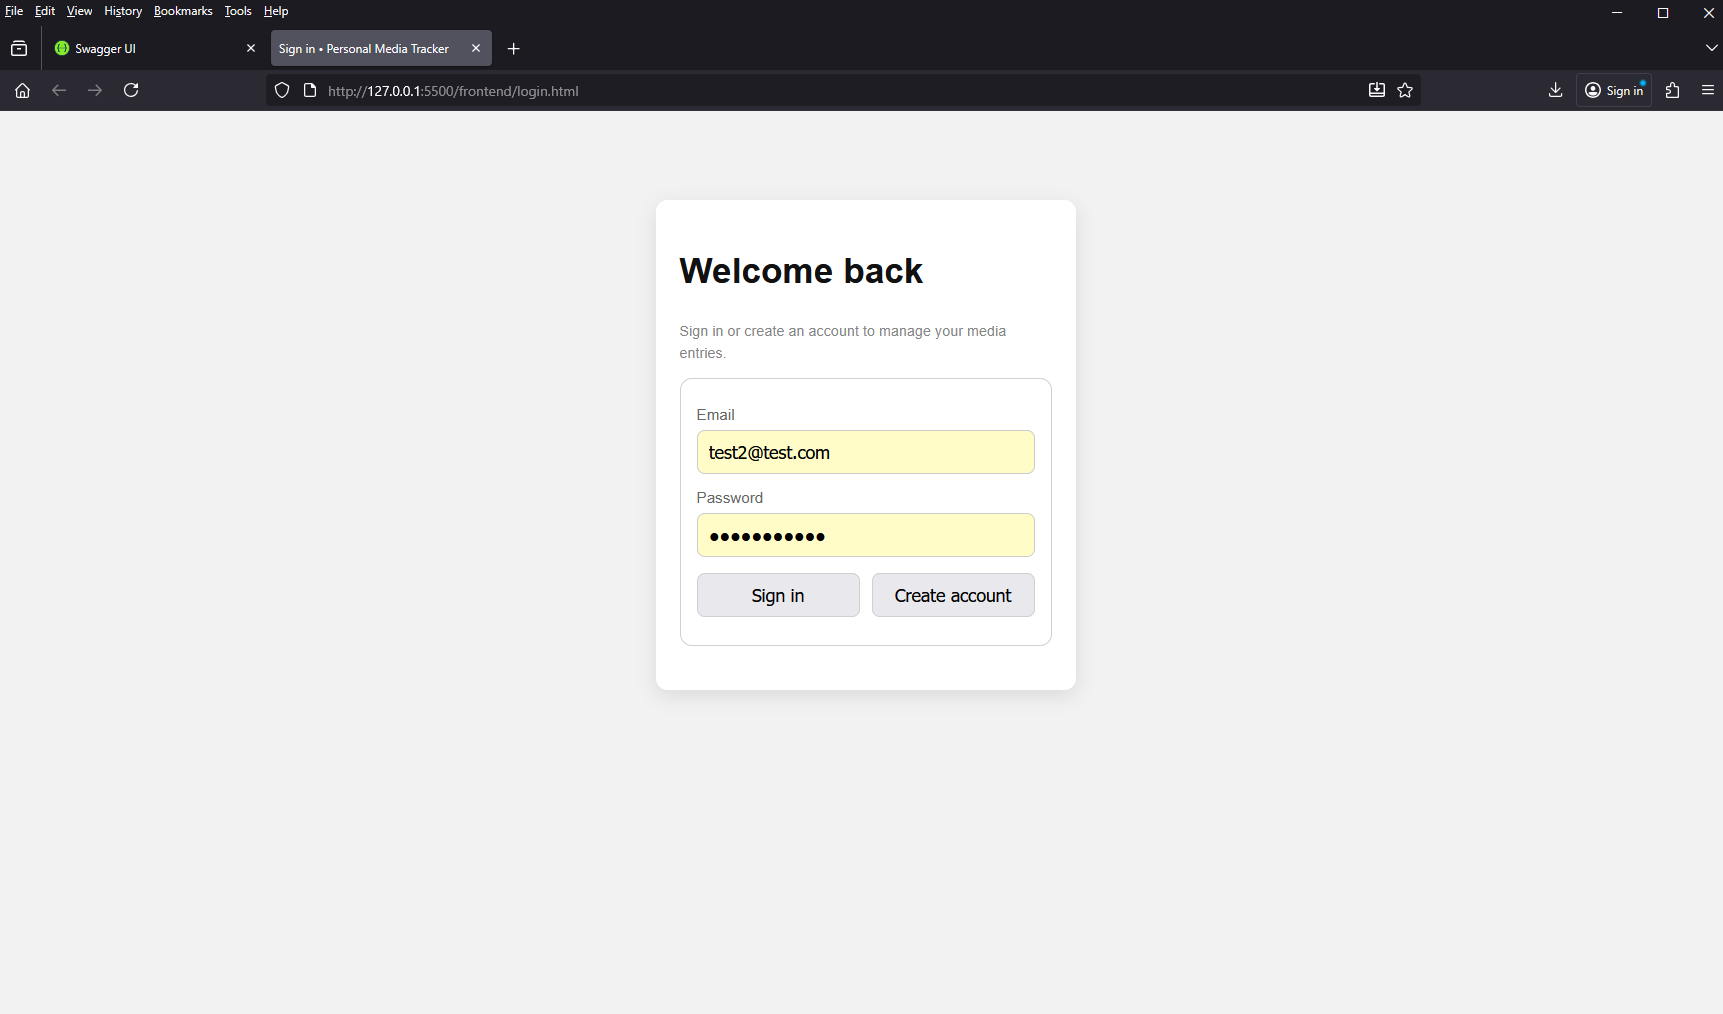 File Edit View History Bookmarks Tools Help
Swagger UI
Sign in • Personal Media Tracker
http://127.0.0.1:5500/frontend/login.html
Sign in
Welcome back
Sign in or create an account to manage your media
entries.
Email
test2@test.com
Password
●●●●●●●●●●●
Sign in
Create account